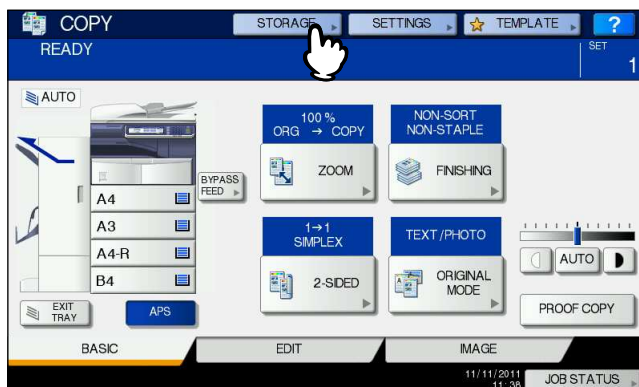 COPY
STORAGE
SETTINGS
TEMPLATE
?
READY
SET
1
AUTO
100 %
ORG → COPY
NON-SORT
NON-STAPLE
ZOOM
FINISHING
BYPASS
FEED
A4
A3
A4-R
B4
1→1
SIMPLEX
TEXT/PHOTO
2-SIDED
ORIGINAL
MODE
AUTO
EXIT
TRAY
APS
PROOF COPY
BASIC
EDIT
IMAGE
11/11/2011
11:38
JOB STATUS